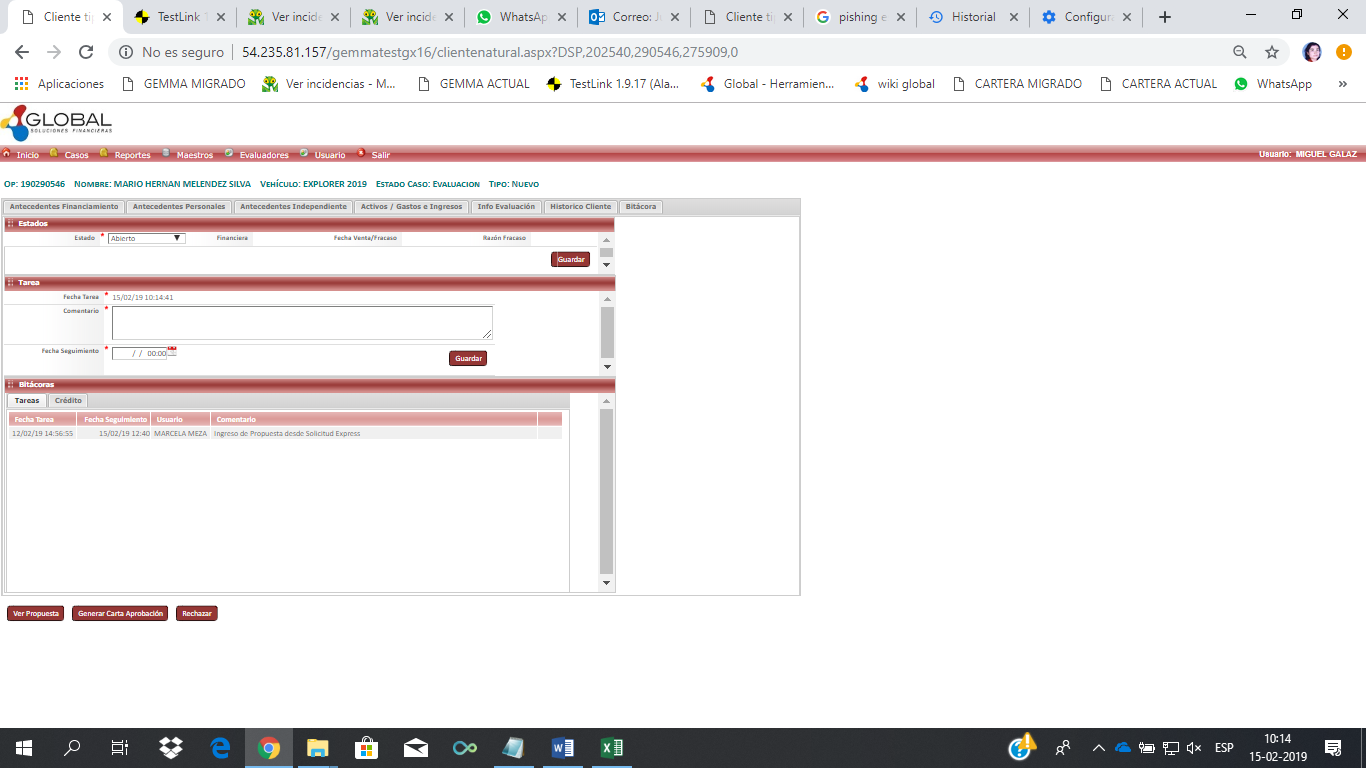 Cliente ti
TestLink 1
Ver incide
Ver incide
WhatsAp
Correo: Ji
Cliente ti
pishing e
Historial
Configura
No es seguro 54.235.81.157/gemmatestgx16/clientenatural.aspx?DSP,202540,290546,275909,0
Aplicaciones GEMMA MIGRADO Ver incidencias - M... GEMMA ACTUAL TestLink 1.9.17 (Ala... Global - Herramien... wiki global CARTERA MIGRADO CARTERA ACTUAL WhatsApp »
GLOBAL
SOLUCIONES FINANCIERAS
Inicio Casos Reportes Maestros Evaluadores Usuario Salir Usuario: MIGUEL GALAZ
Op: 190290546 Nombre: MARIO HERNAN MELENDEZ SILVA Vehículo: EXPLORER 2019 Estado Caso: Evaluacion Tipo: Nuevo
Antecedentes Financiamiento Antecedentes Personales Antecedentes Independiente Activos / Gastos e Ingresos Info Evaluación Historico Cliente Bitácora
Estados
Estado * Abierto Financiera Fecha Venta/Fracaso Razón Fracaso
Guardar
Tarea
Fecha Tarea * 15/02/19 10:14:41
Comentario *
Fecha Seguimiento * / / 00:00
Guardar
Bitácoras
Tareas Crédito
Fecha Tarea Fecha Seguimiento Usuario Comentario
12/02/19 14:56:55 15/02/19 12:40 MARCELA MEZA Ingreso de Propuesta desde Solicitud Express
Ver Propuesta Generar Carta Aprobación Rechazar
ESP
10:14
15-02-2019